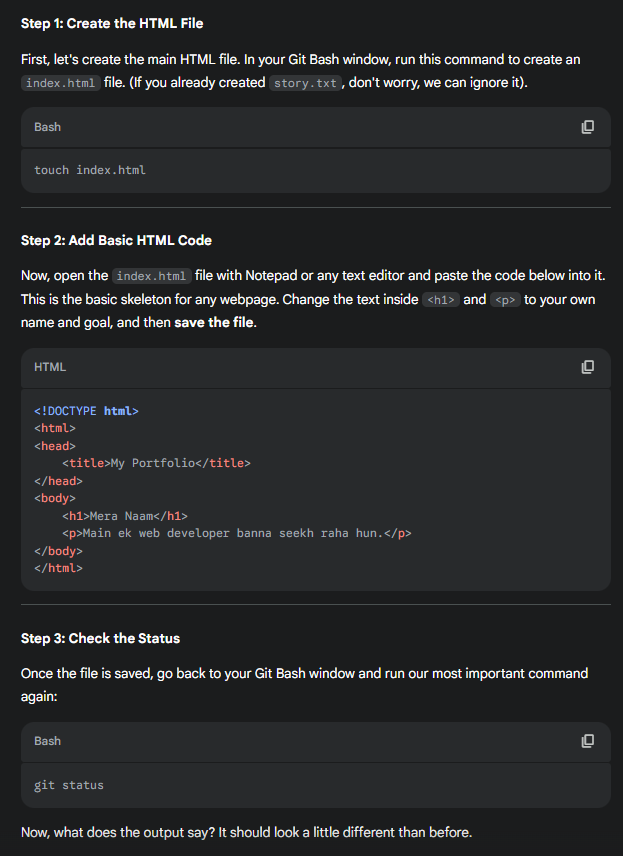 Step 1: Create the HTML File
First, let's create the main HTML file. In your Git Bash window, run this command to create an
index.html file. (If you already created story.txt, don't worry, we can ignore it).
Bash
touch index.html
Step 2: Add Basic HTML Code
Now, open the index.html file with Notepad or any text editor and paste the code below into it.
This is the basic skeleton for any webpage. Change the text inside <h1> and <p> to your own
name and goal, and then save the file.
HTML
<!DOCTYPE html>
<html>
<head>
    <title>My Portfolio</title>
</head>
<body>
    <h1>Mera Naam</h1>
    <p>Main ek web developer banna seekh raha hun.</p>
</body>
</html>
Step 3: Check the Status
Once the file is saved, go back to your Git Bash window and run our most important command
again:
Bash
git status
Now, what does the output say? It should look a little different than before.